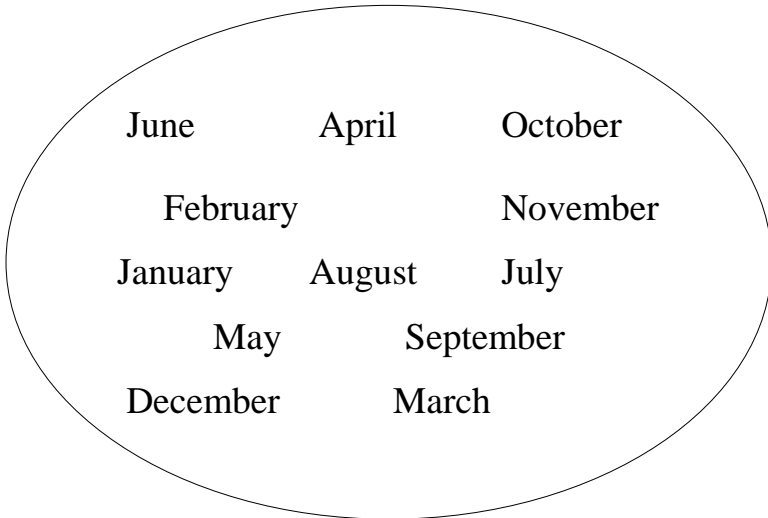 June April October
February November
January August July
May September
December March